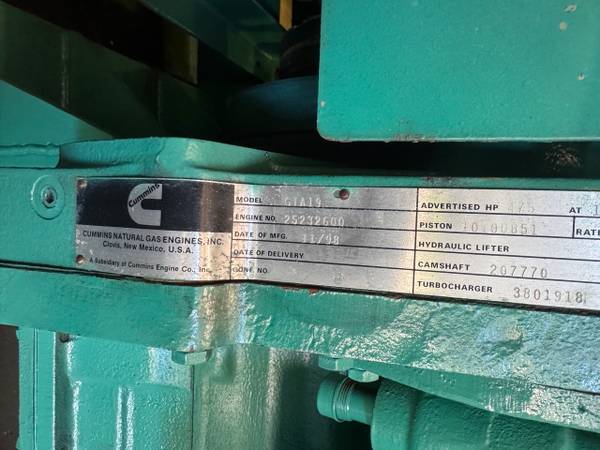 Cummins
CUMMINS NATURAL GAS ENGINES, INC.
Clovis, New Mexico, U.S.A.
A Subsidiary of Cummins Engine Co., Inc.
MODEL GTA19
ENGINE NO. 25232600
DATE OF MFG. 11/98
DATE OF DELIVERY
CONF. NO.
ADVERTISED HP AT
PISTON RATE
HYDRAULIC LIFTER
CAMSHAFT 207770
TURBOCHARGER 3801918